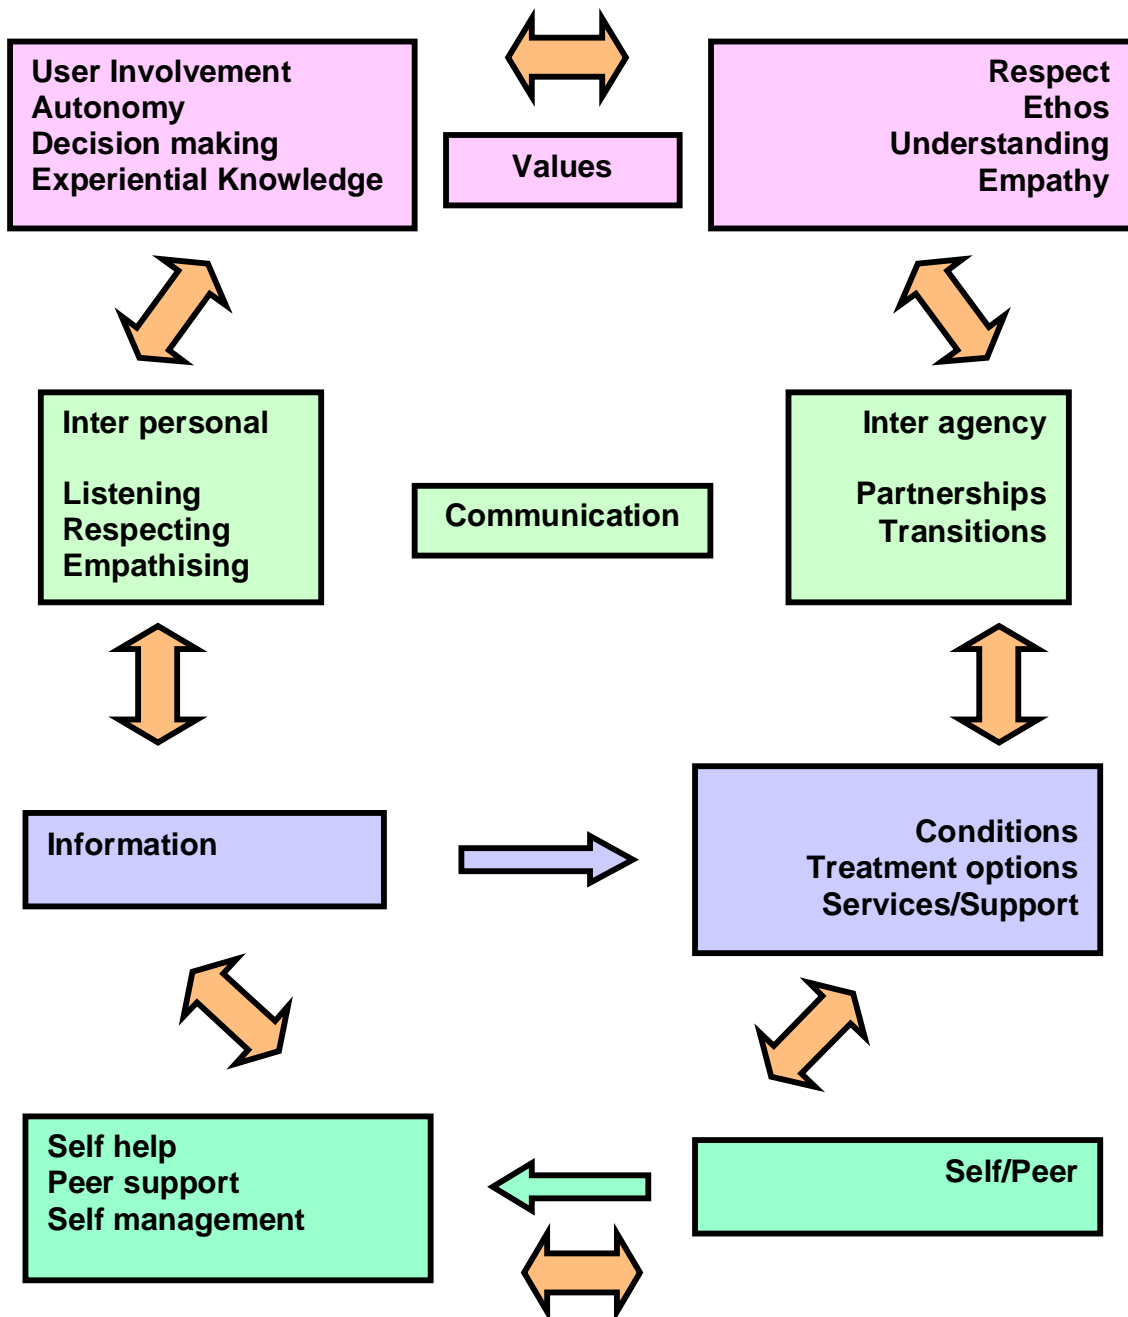 User Involvement
Autonomy
Decision making
Experiential Knowledge
Values
Respect
Ethos
Understanding
Empathy
Inter personal
Listening
Respecting
Empathising
Communication
Inter agency
Partnerships
Transitions
Information
Conditions
Treatment options
Services/Support
Self help
Peer support
Self management
Self/Peer